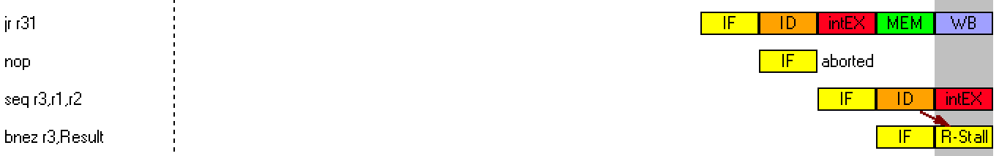 jr r31 IF ID intEX MEM WB
nop IF aborted
seq r3,r1,r2 IF ID intEX
bnez r3,Result IF R-Stall